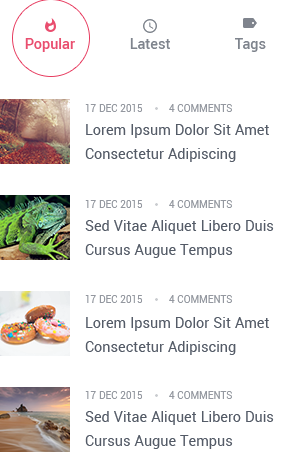 Popular Latest Tags
17 DEC 2015 • 4 COMMENTS
Lorem Ipsum Dolor Sit Amet
Consectetur Adipiscing
17 DEC 2015 • 4 COMMENTS
Sed Vitae Aliquet Libero Duis
Cursus Augue Tempus
17 DEC 2015 • 4 COMMENTS
Lorem Ipsum Dolor Sit Amet
Consectetur Adipiscing
17 DEC 2015 • 4 COMMENTS
Sed Vitae Aliquet Libero Duis
Cursus Augue Tempus